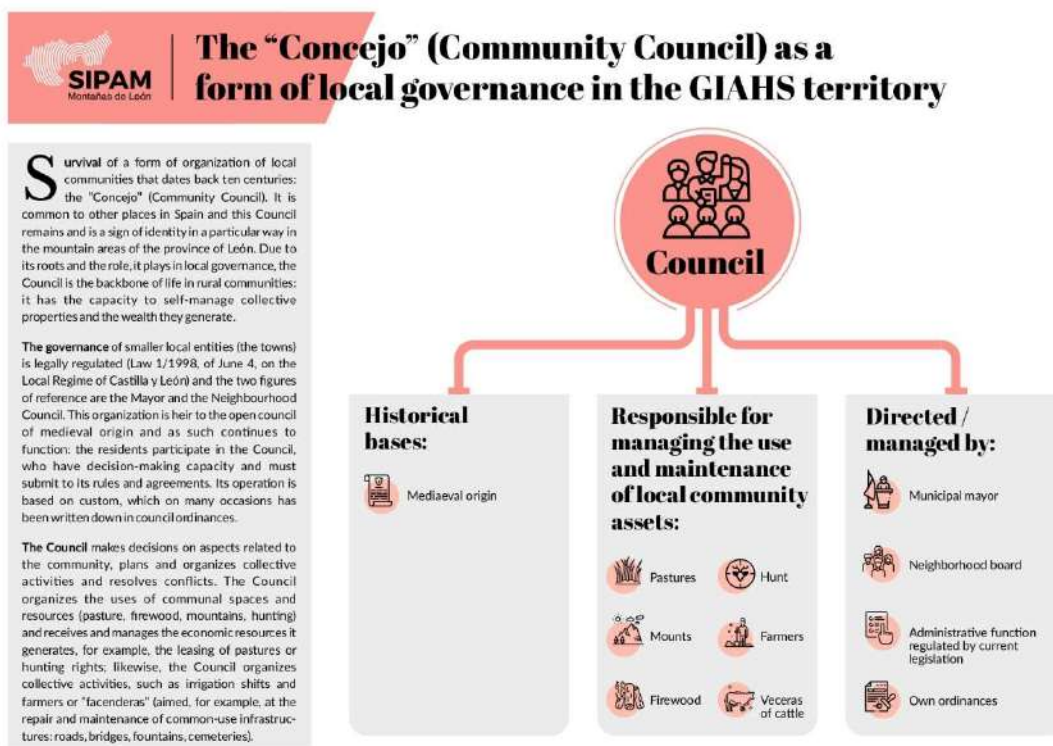 SIPAM
Montañas de León
The “Concejo” (Community Council) as a
form of local governance in the GIAHS territory
Survival of a form of organization of local
communities that dates back ten centuries:
the "Concejo" (Community Council). It is
common to other places in Spain and this Council
remains and is a sign of identity in a particular way in
the mountain areas of the province of León. Due to
its roots and the role, it plays in local governance, the
Council is the backbone of life in rural communities:
it has the capacity to self-manage collective
properties and the wealth they generate.
The governance of smaller local entities (the towns)
is legally regulated (Law 1/1998, of June 4, on the
Local Regime of Castilla y León) and the two figures
of reference are the Mayor and the Neighbourhood
Council. This organization is heir to the open council
of medieval origin and as such continues to
function: the residents participate in the Council,
who have decision-making capacity and must
submit to its rules and agreements. Its operation is
based on custom, which on many occasions has
been written down in council ordinances.
The Council makes decisions on aspects related to
the community, plans and organizes collective
activities and resolves conflicts. The Council
organizes the uses of communal spaces and
resources (pasture, firewood, mountains, hunting)
and receives and manages the economic resources it
generates, for example, the leasing of pastures or
hunting rights; likewise, the Council organizes
collective activities, such as irrigation shifts and
farmers or "facenderas" (aimed, for example, at the
repair and maintenance of common-use infrastruc-
tures: roads, bridges, fountains, cemeteries).
Council
Historical
bases:
Mediaeval origin
Responsible for
managing the use
and maintenance
of local community
assets:
Pastures
Hunt
Mounts
Farmers
Firewood
Veceras
of cattle
Directed /
managed by:
Municipal mayor
Neighborhood board
Administrative function
regulated by current
legislation
Own ordinances